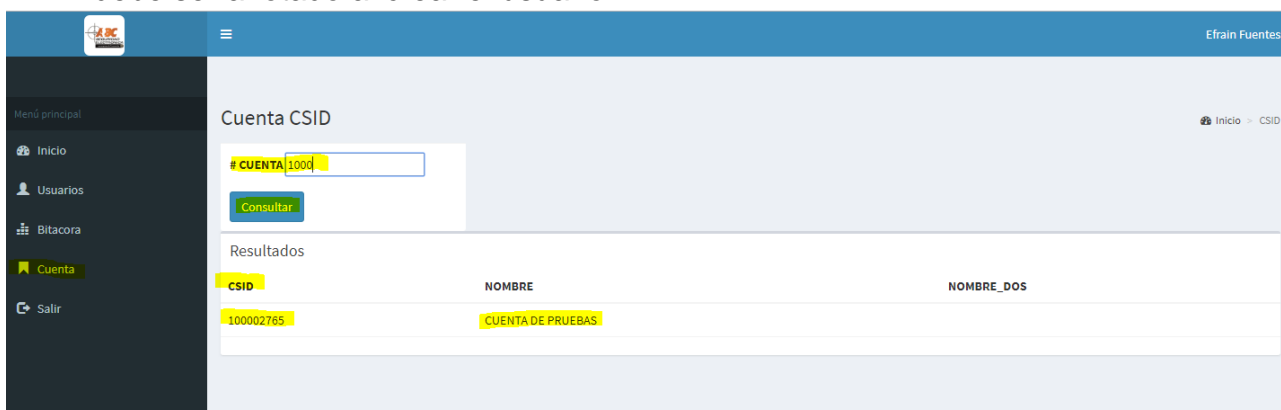 ABC
Efrain Fuentes
Menú principal
Cuenta CSID
Inicio > CSID
Inicio
# CUENTA 1000
Usuarios
Consultar
Bitacora
Resultados
Cuenta
CSID NOMBRE NOMBRE_DOS
Salir
100002765 CUENTA DE PRUEBAS